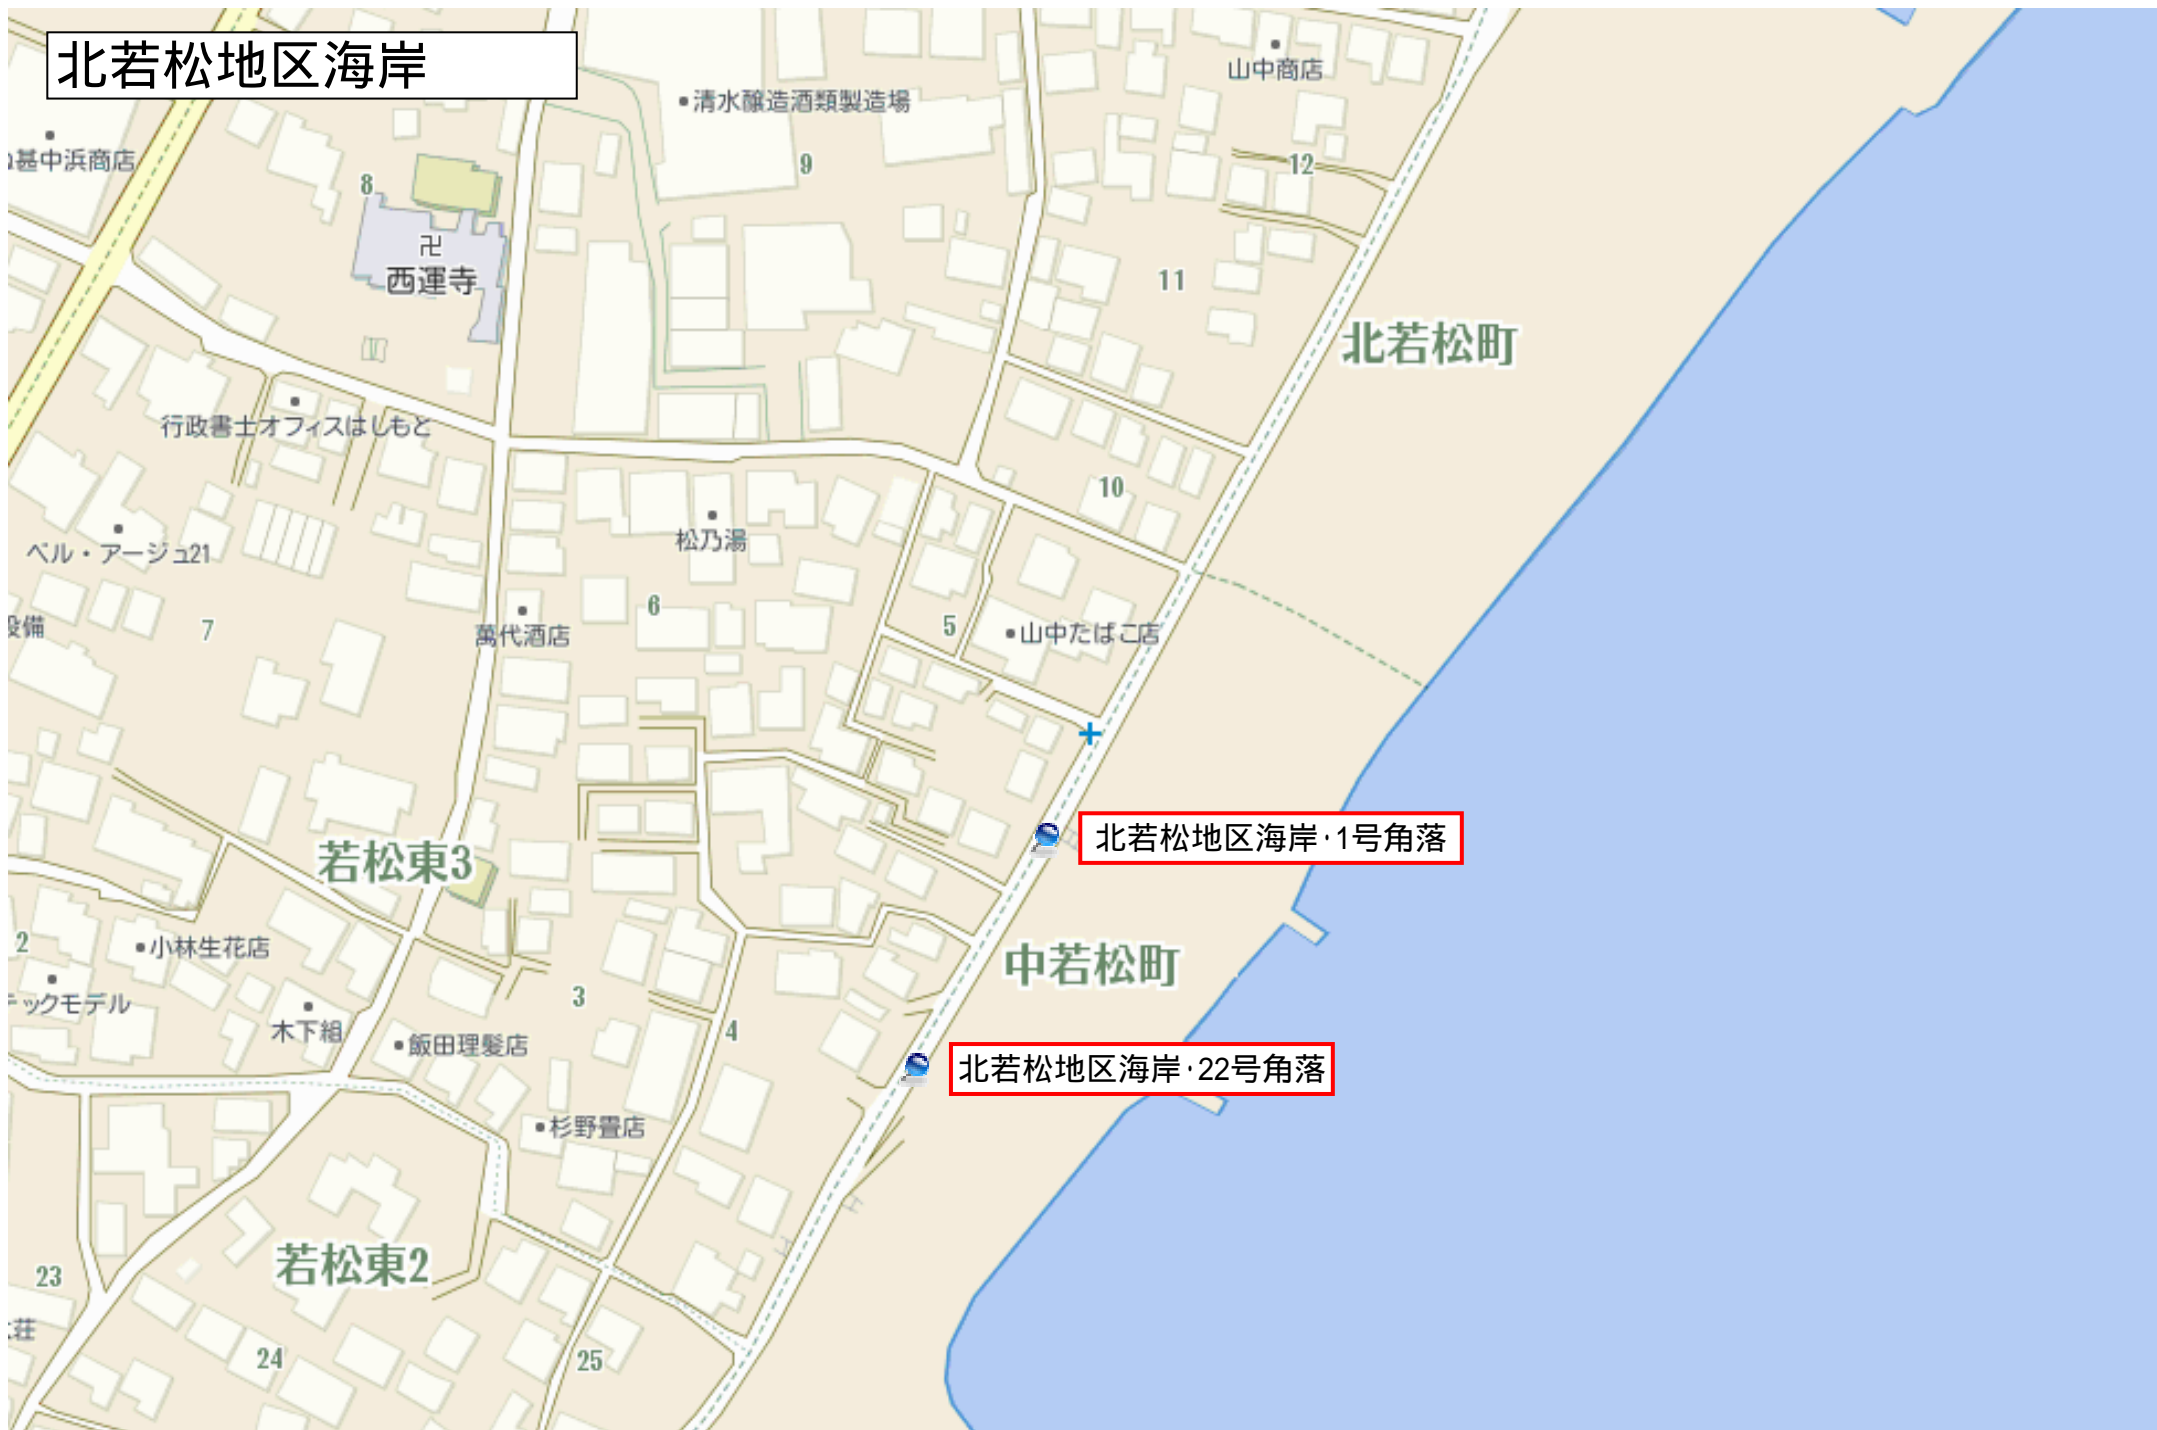 北若松地区海岸
山中商店
清水醸造酒類製造場
甚中浜商店
9
12
8
卍
西運寺
11
北若松町
行政書士オフィスはしもと
10
松乃湯
ベル・アージュ21
6
5
設備
7
萬代酒店
山中たばこ店
北若松地区海岸・1号角落
若松東3
2
小林生花店
中若松町
ックモデル
3
木下組
4
飯田理髪店
北若松地区海岸・22号角落
杉野畳店
若松東2
23
荘
24
25